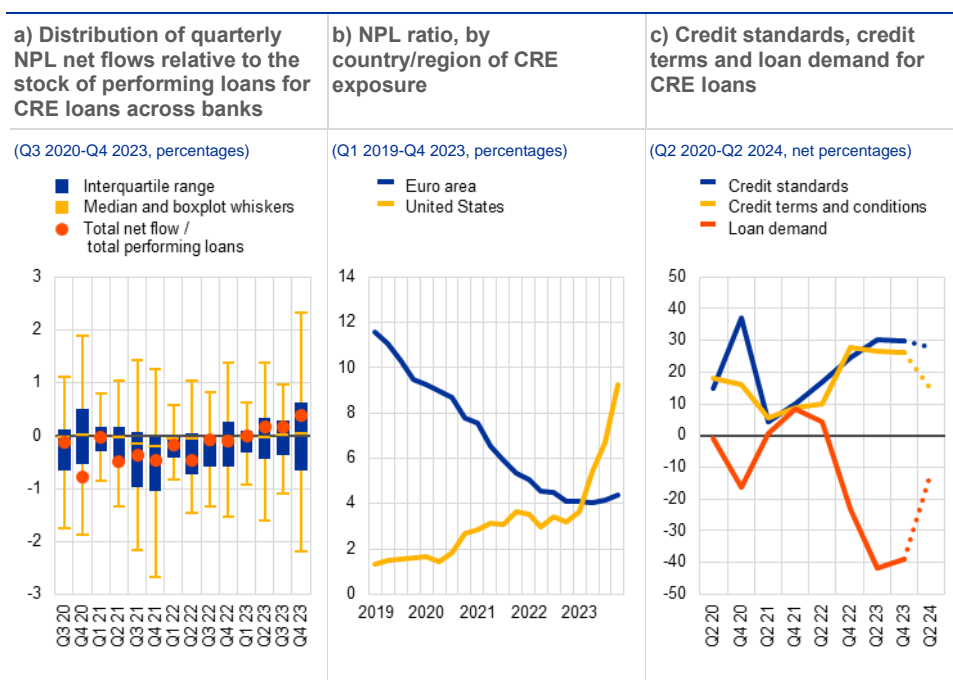 a) Distribution of quarterly
NPL net flows relative to the
stock of performing loans for
CRE loans across banks
(Q3 2020-Q4 2023, percentages)
Interquartile range
Median and boxplot whiskers
Total net flow /
total performing loans
3
2
1
0
-1
-2
-3
Q3 20
Q4 20
Q1 21
Q2 21
Q3 21
Q4 21
Q1 22
Q2 22
Q3 22
Q4 22
Q1 23
Q2 23
Q3 23
Q4 23
b) NPL ratio, by
country/region of CRE
exposure
(Q1 2019-Q4 2023, percentages)
Euro area
United States
14
12
10
8
6
4
2
0
2019
2020
2021
2022
2023
c) Credit standards, credit
terms and loan demand for
CRE loans
(Q2 2020-Q2 2024, net percentages)
Credit standards
Credit terms and conditions
Loan demand
50
40
30
20
10
0
-10
-20
-30
-40
-50
Q2 20
Q4 20
Q2 21
Q4 21
Q2 22
Q4 22
Q2 23
Q4 23
Q2 24